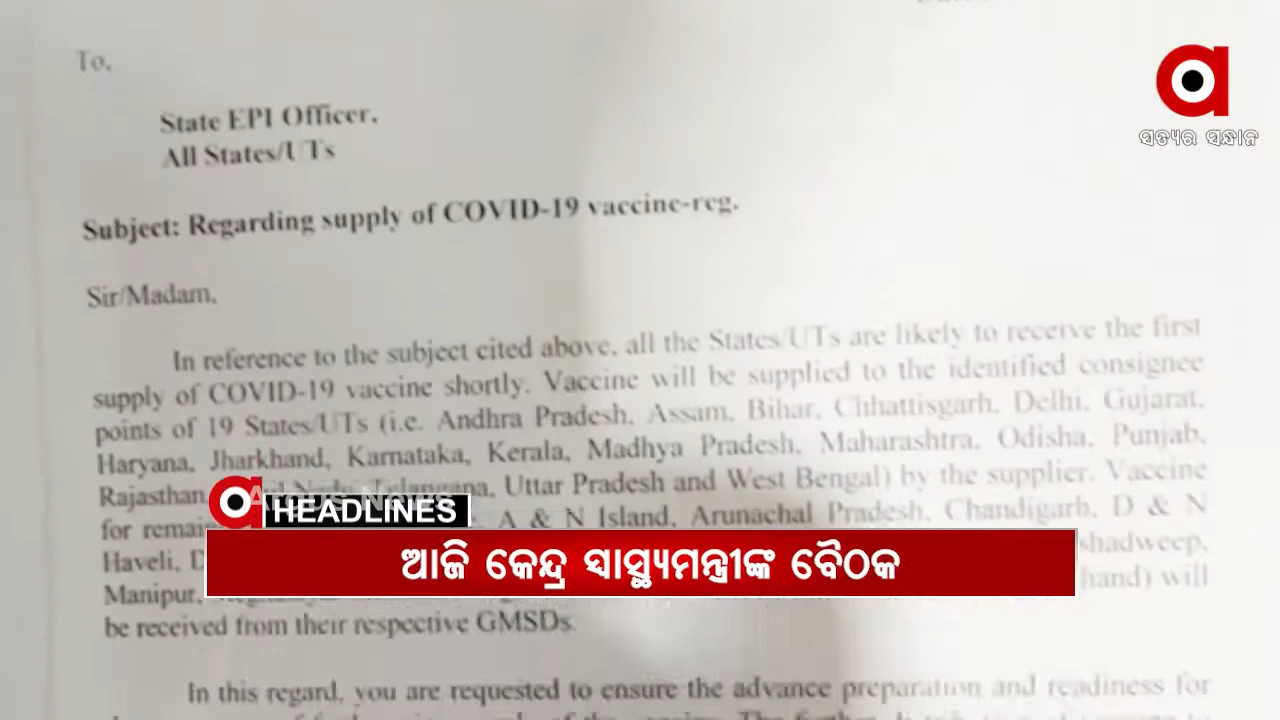 To,
State EPI Officer,
All States/UTs
Subject: Regarding supply of COVID-19 vaccine-reg.
Sir/Madam,
In reference to the subject cited above, all the States/UTs are likely to receive the first
supply of COVID-19 vaccine shortly. Vaccine will be supplied to the identified consignee
points of 19 States/UTs (i.e. Andhra Pradesh, Assam, Bihar, Chhattisgarh, Delhi, Gujarat,
Haryana, Jharkhand, Karnataka, Kerala, Madhya Pradesh, Maharashtra, Odisha, Punjab,
Rajasthan, Nadu, Telangana, Uttar Pradesh and West Bengal) by the supplier. Vaccine
for A & N Island, Arunachal Pradesh, Chandigarh, D & N
Haveli,
Manipur, will
be received from their respective GMSDs.
In this regard, you are requested to ensure the advance preparation and readiness for
ସତ୍ୟର ସନ୍ଧାନ
HEADLINES
ଆଜି କେନ୍ଦ୍ର ସ୍ୱାସ୍ଥ୍ୟମନ୍ତ୍ରୀଙ୍କ ବୈଠକ